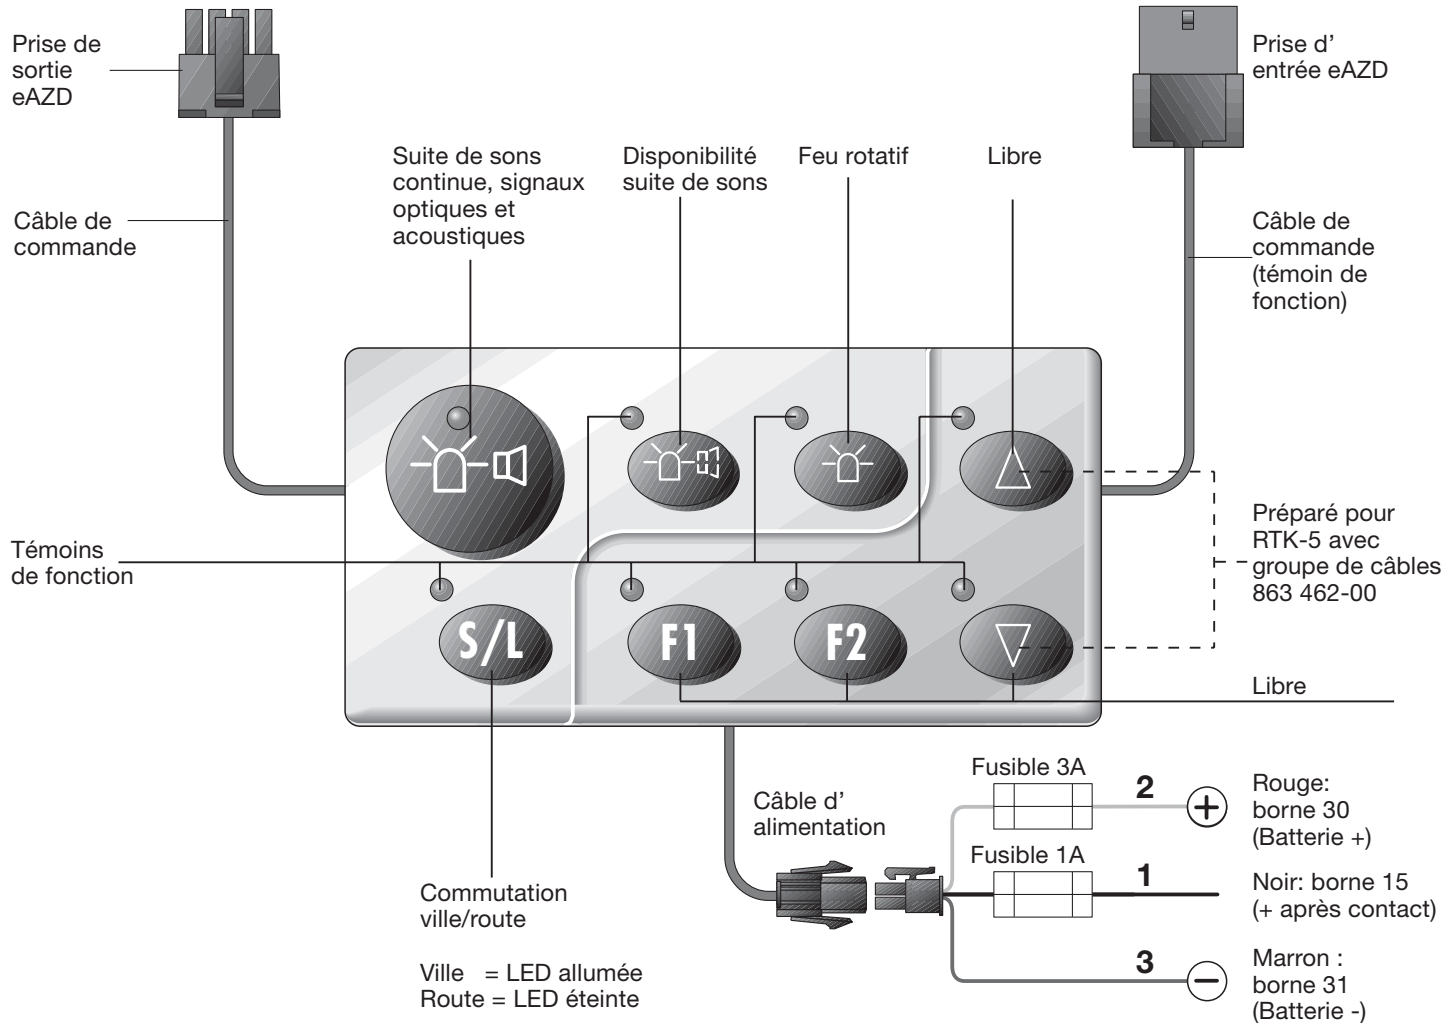 Prise de
sortie
eAZD
Prise d’
entrée eAZD
Suite de sons
continue, signaux
optiques et
acoustiques
Disponibilité
suite de sons
Feu rotatif
Libre
Câble de
commande
Câble de
commande
(témoin de
fonction)
Témoins
de fonction
Préparé pour
RTK-5 avec
groupe de câbles
863 462-00
S/L
F1
F2
Libre
Câble d’
alimentation
Fusible 3A
2
Rouge:
borne 30
(Batterie +)
Fusible 1A
1
Noir: borne 15
(+ après contact)
3
Marron :
borne 31
(Batterie -)
Commutation
ville/route
Ville = LED allumée
Route = LED éteinte